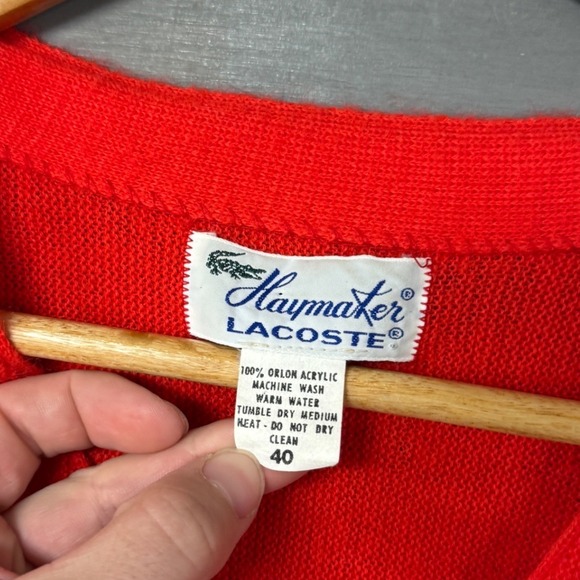 Haymaker®
LACOSTE®
100% ORLON ACRYLIC
MACHINE WASH
WARM WATER
TUMBLE DRY MEDIUM
HEAT - DO NOT DRY
CLEAN
40